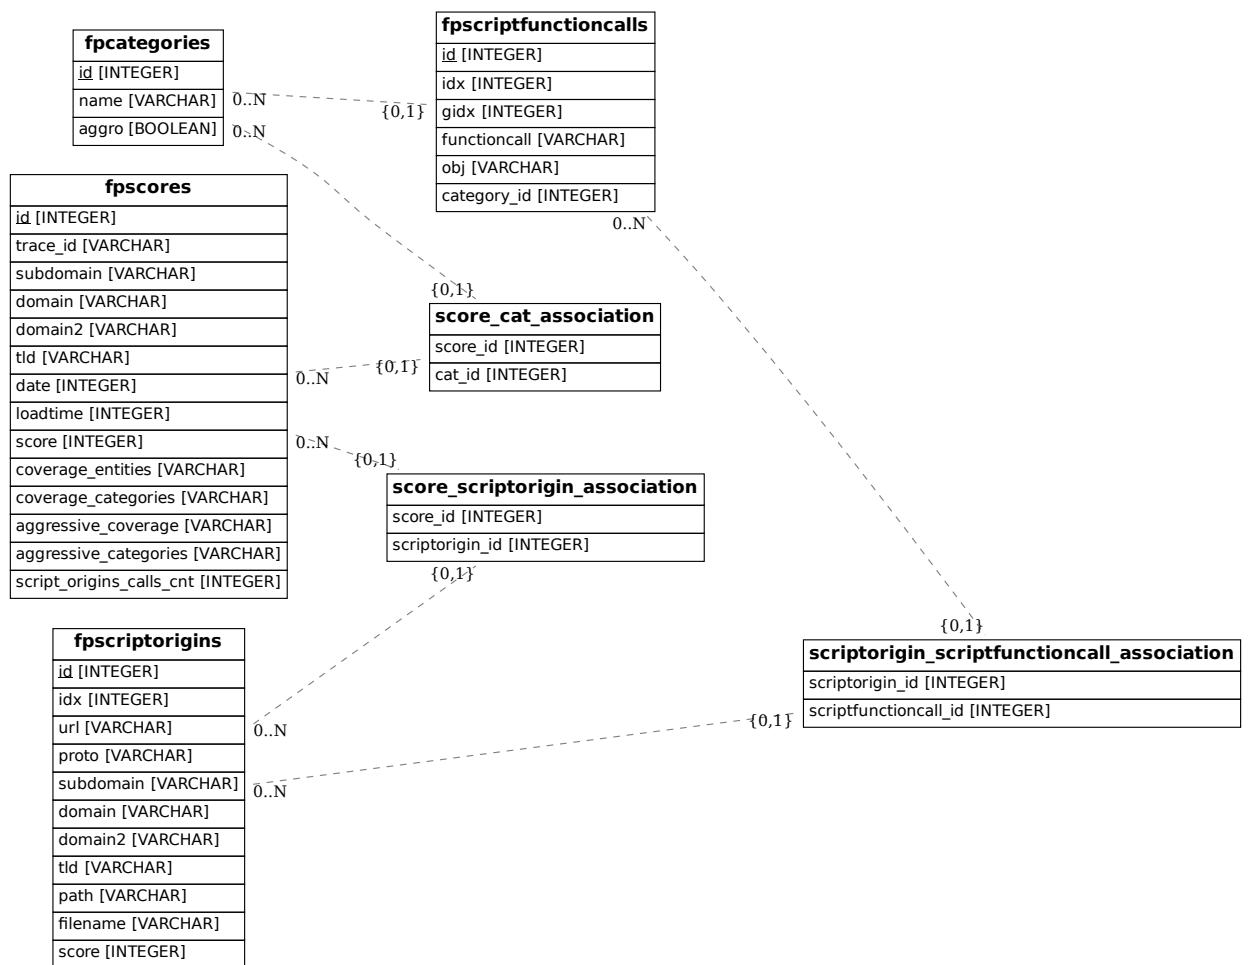 fpcategories
id [INTEGER]
name [VARCHAR]
aggro [BOOLEAN]
0..N
0..N
{0,1}
fpscriptfunctioncalls
id [INTEGER]
idx [INTEGER]
gidx [INTEGER]
functioncall [VARCHAR]
obj [VARCHAR]
category_id [INTEGER]
0..N
fpscores
id [INTEGER]
trace_id [VARCHAR]
subdomain [VARCHAR]
domain [VARCHAR]
domain2 [VARCHAR]
tld [VARCHAR]
date [INTEGER]
loadtime [INTEGER]
score [INTEGER]
coverage_entities [VARCHAR]
coverage_categories [VARCHAR]
aggressive_coverage [VARCHAR]
aggressive_categories [VARCHAR]
script_origins_calls_cnt [INTEGER]
{0,1}
score_cat_association
score_id [INTEGER]
cat_id [INTEGER]
0..N
{0,1}
0..N
{0,1}
score_scriptorigin_association
score_id [INTEGER]
scriptorigin_id [INTEGER]
{0,1}
fpscriptorigins
id [INTEGER]
idx [INTEGER]
url [VARCHAR]
proto [VARCHAR]
subdomain [VARCHAR]
domain [VARCHAR]
domain2 [VARCHAR]
tld [VARCHAR]
path [VARCHAR]
filename [VARCHAR]
score [INTEGER]
0..N
0..N
{0,1}
{0,1}
scriptorigin_scriptfunctioncall_association
scriptorigin_id [INTEGER]
scriptfunctioncall_id [INTEGER]